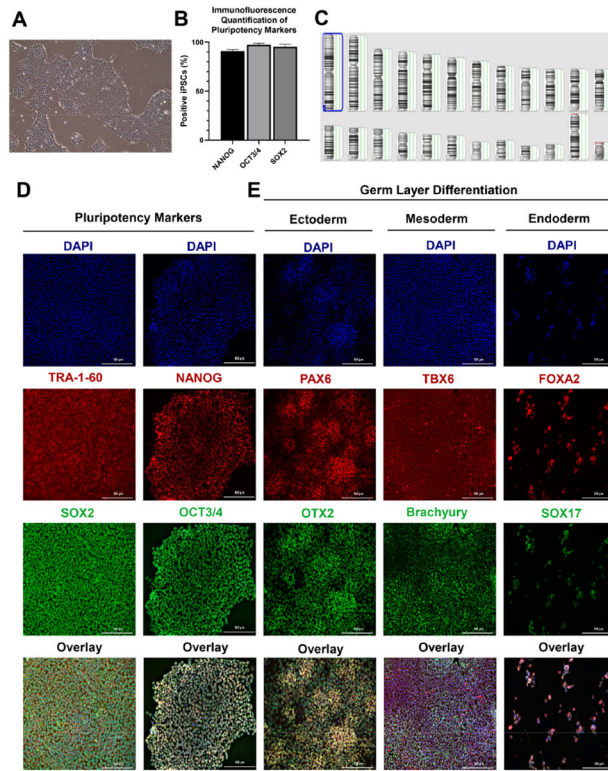 A
B
Immunofluorescence
Quantification of
Pluripotency Markers
Positive iPSCs (%)
100
50
0
NANOG
OCT3/4
SOX2
C
D
Pluripotency Markers
E
Germ Layer Differentiation
Ectoderm
Mesoderm
Endoderm
DAPI
DAPI
DAPI
DAPI
DAPI
TRA-1-60
NANOG
PAX6
TBX6
FOXA2
SOX2
OCT3/4
OTX2
Brachyury
SOX17
Overlay
Overlay
Overlay
Overlay
Overlay